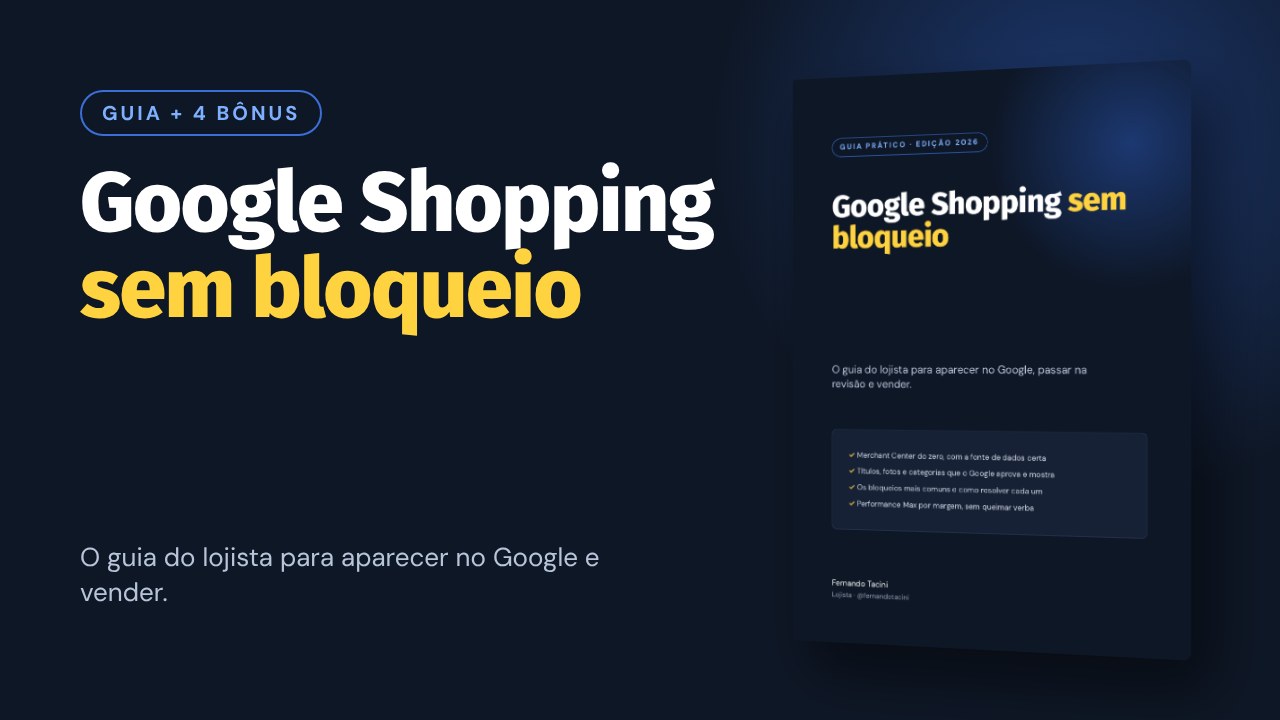 GUIA + 4 BÔNUS
Google Shopping
sem bloqueio
O guia do lojista para aparecer no Google e
vender.
GUIA PRÁTICO · EDIÇÃO 2026
Google Shopping sem
bloqueio
O guia do lojista para aparecer no Google, passar na
revisão e vender.
✔ Merchant Center do zero, com a fonte de dados certa
✔ Títulos, fotos e categorias que o Google aprova e mostra
✔ Os bloqueios mais comuns e como resolver cada um
✔ Performance Max por margem, sem queimar verba
Fernando Tacini
Lojista · @fernandotacini